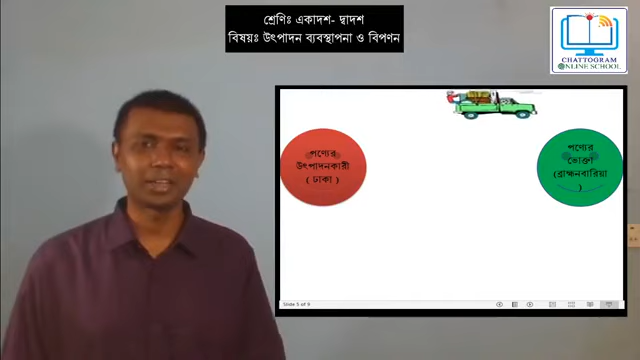 শ্রেণিঃ একাদশ- দ্বাদশ
বিষয়ঃ উৎপাদন ব্যবস্থাপনা ও বিপণন
CHATTOGRAM
ONLINE SCHOOL
পণ্যের
উৎপাদনকারী
( ঢাকা )
পণ্যের
ভোক্তা
(ব্রাহ্মনবারিয়া
)
Slide 5 of 9